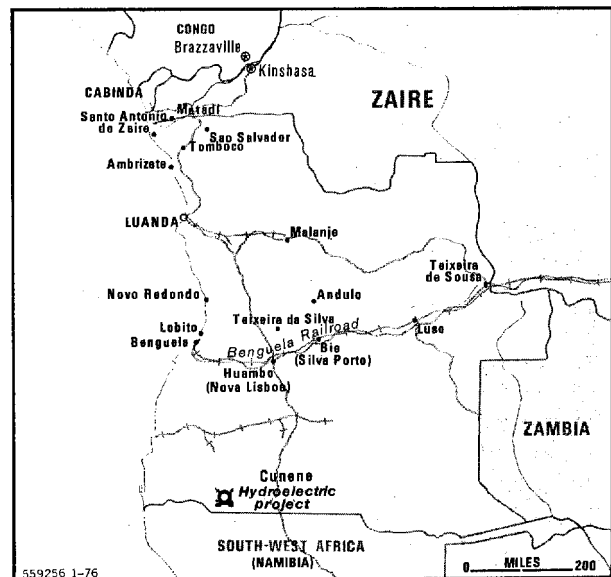 CONGO
Brazzaville
Kinshasa
CABINDA
ZAIRE
Santo Antonio
do Zaire
Matadi
Sao Salvador
Tomboco
Ambrizete
LUANDA
Malanje
Teixeira
de Sousa
Novo Redondo
Andulo
Lobito
Teixeira da Silva
Luso
Benguela
Benguela Railroad
Bie
(Silva Porto)
Huambo
(Nova Lisboa)
ZAMBIA
Cunene
Hydroelectric
project
SOUTH-WEST AFRICA
(NAMIBIA)
0 MILES 200
559256 1-76